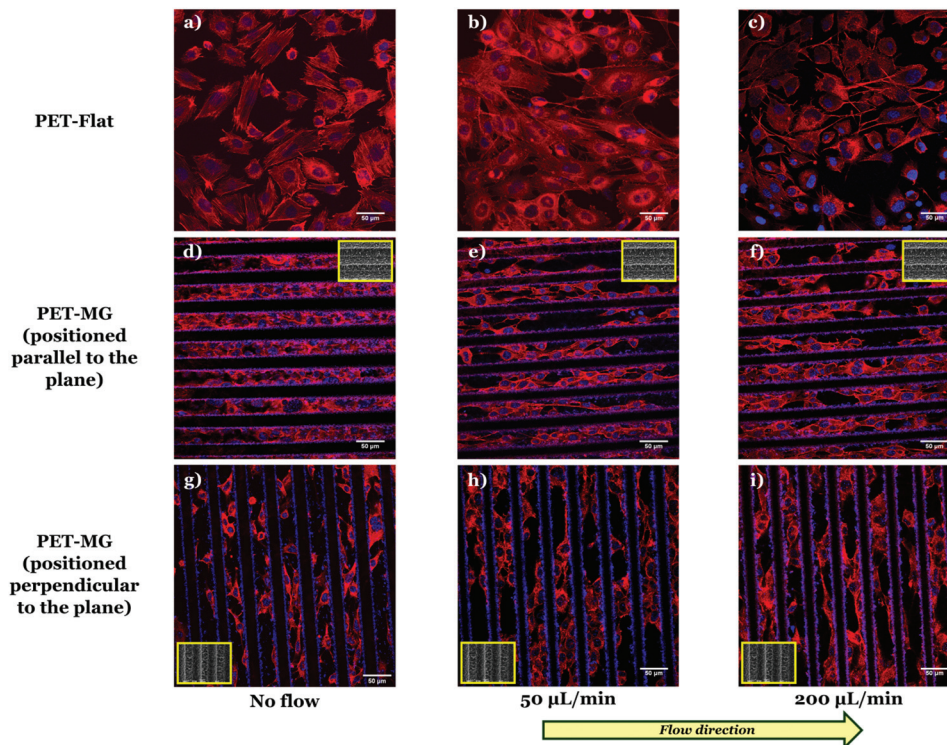 a)
b)
c)
PET-Flat
50 µm
50 µm
50 µm
d)
e)
f)
PET-MG
(positioned
parallel to the
plane)
50 µm
50 µm
50 µm
g)
h)
i)
PET-MG
(positioned
perpendicular
to the plane)
50 µm
50 µm
50 µm
No flow
50 µL/min
200 µL/min
Flow direction